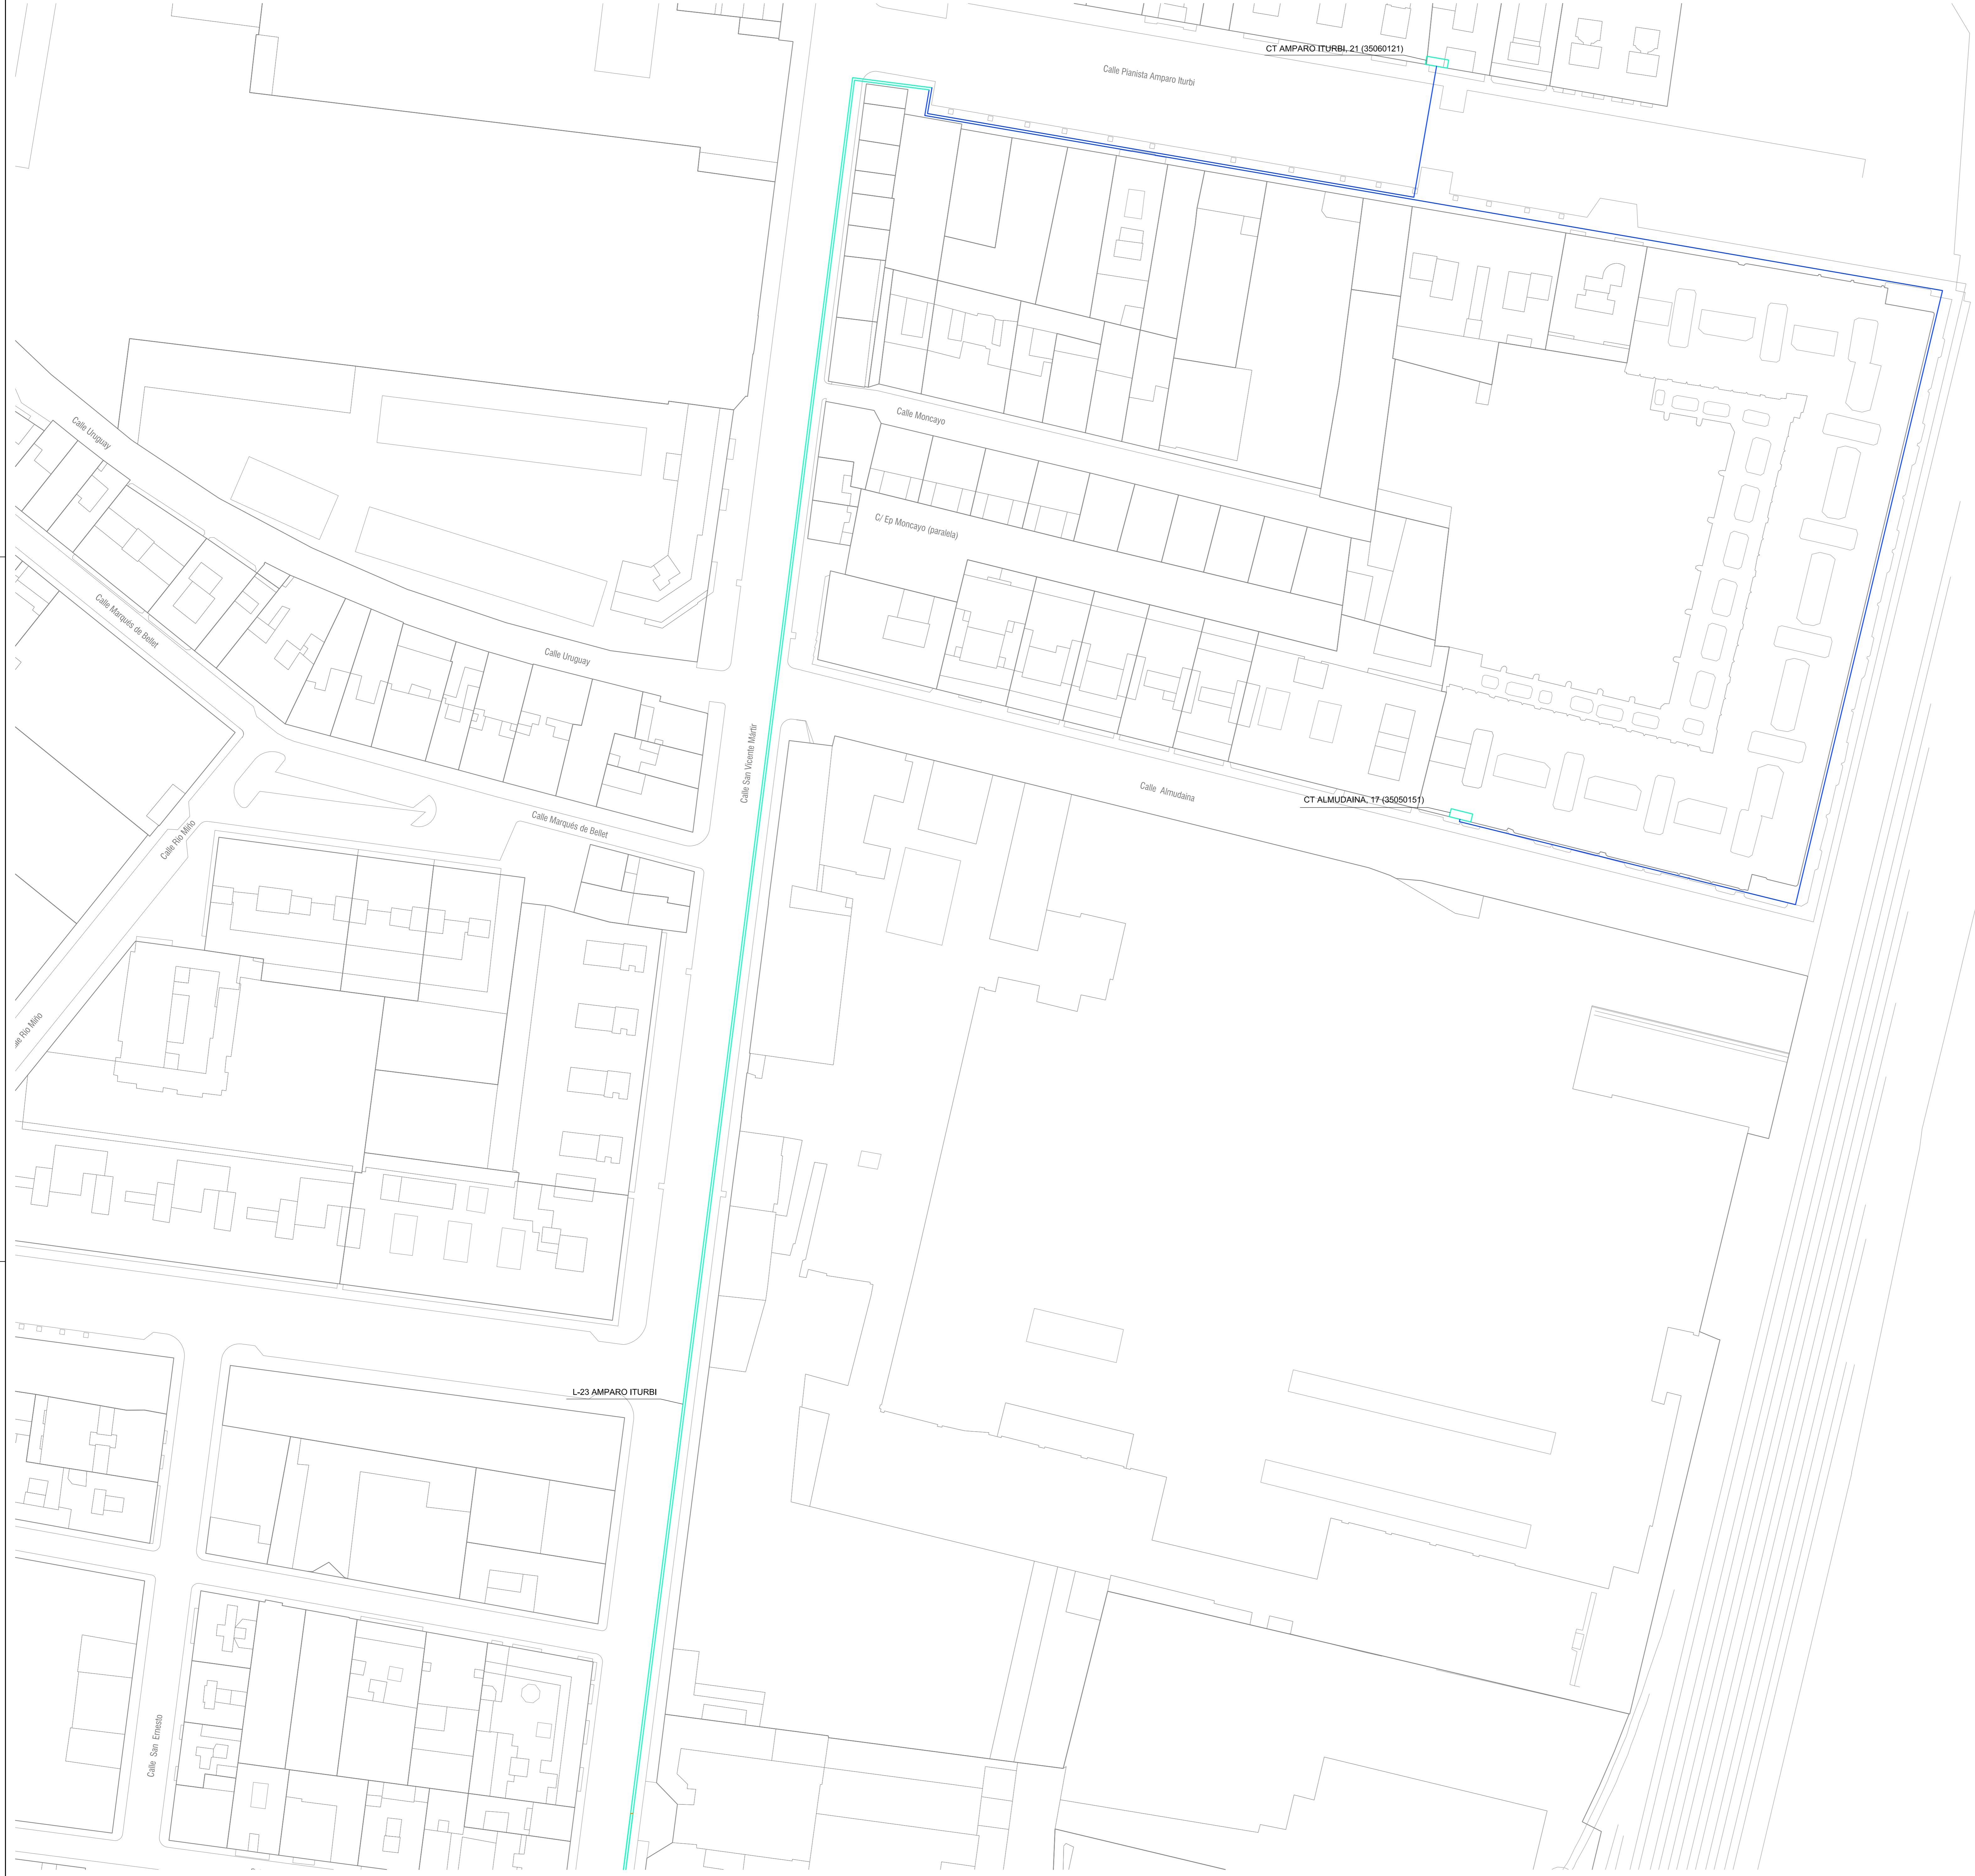 CT AMPARO ITURBI, 21 (35060121)
Calle Pianista Amparo Iturbi
Calle Moncayo
Calle Uruguay
C/ Ep Moncayo (paralela)
Calle Marqués de Bellet
Calle Uruguay
Calle San Vicente Mártir
Calle Almudaina
CT ALMUDAINA, 17 (35050151)
Calle Marqués de Bellet
Calle Río Miño
Río Miño
L-23 AMPARO ITURBI
Calle San Ernesto